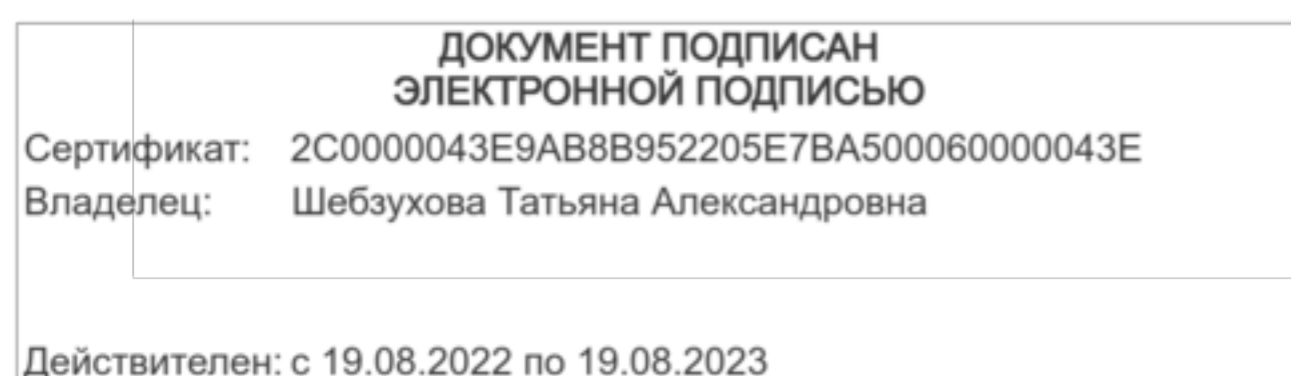 ДОКУМЕНТ ПОДПИСАН
ЭЛЕКТРОННОЙ ПОДПИСЬЮ
Сертификат: 2C0000043E9AB8B952205E7BA500060000043E
Владелец: Шебзухова Татьяна Александровна
Действителен: с 19.08.2022 по 19.08.2023